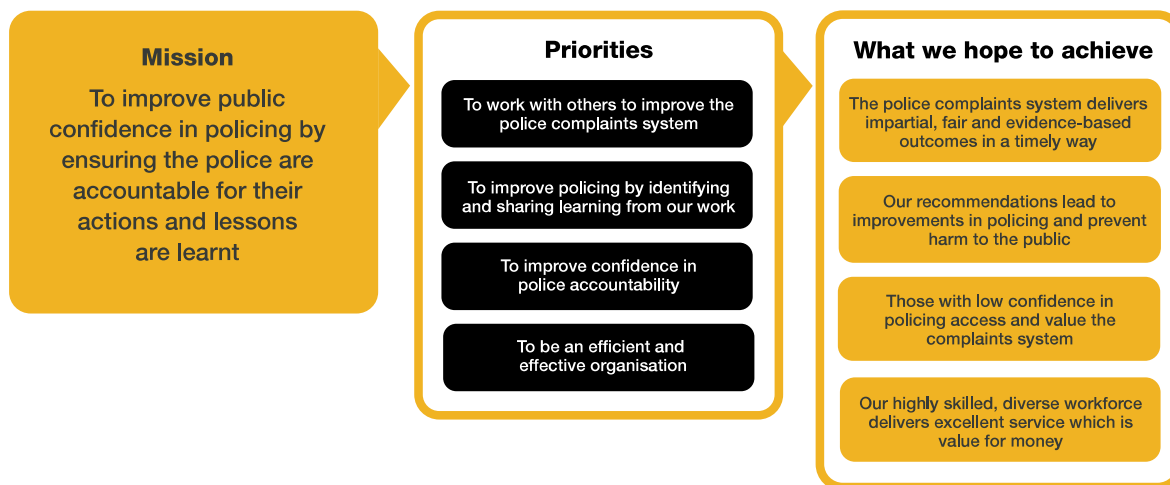 Mission
To improve public
confidence in policing by
ensuring the police are
accountable for their
actions and lessons
are learnt
Priorities
To work with others to improve the
police complaints system
To improve policing by identifying
and sharing learning from our work
To improve confidence in
police accountability
To be an efficient and
effective organisation
What we hope to achieve
The police complaints system delivers
impartial, fair and evidence-based
outcomes in a timely way
Our recommendations lead to
improvements in policing and prevent
harm to the public
Those with low confidence in
policing access and value the
complaints system
Our highly skilled, diverse workforce
delivers excellent service which is
value for money